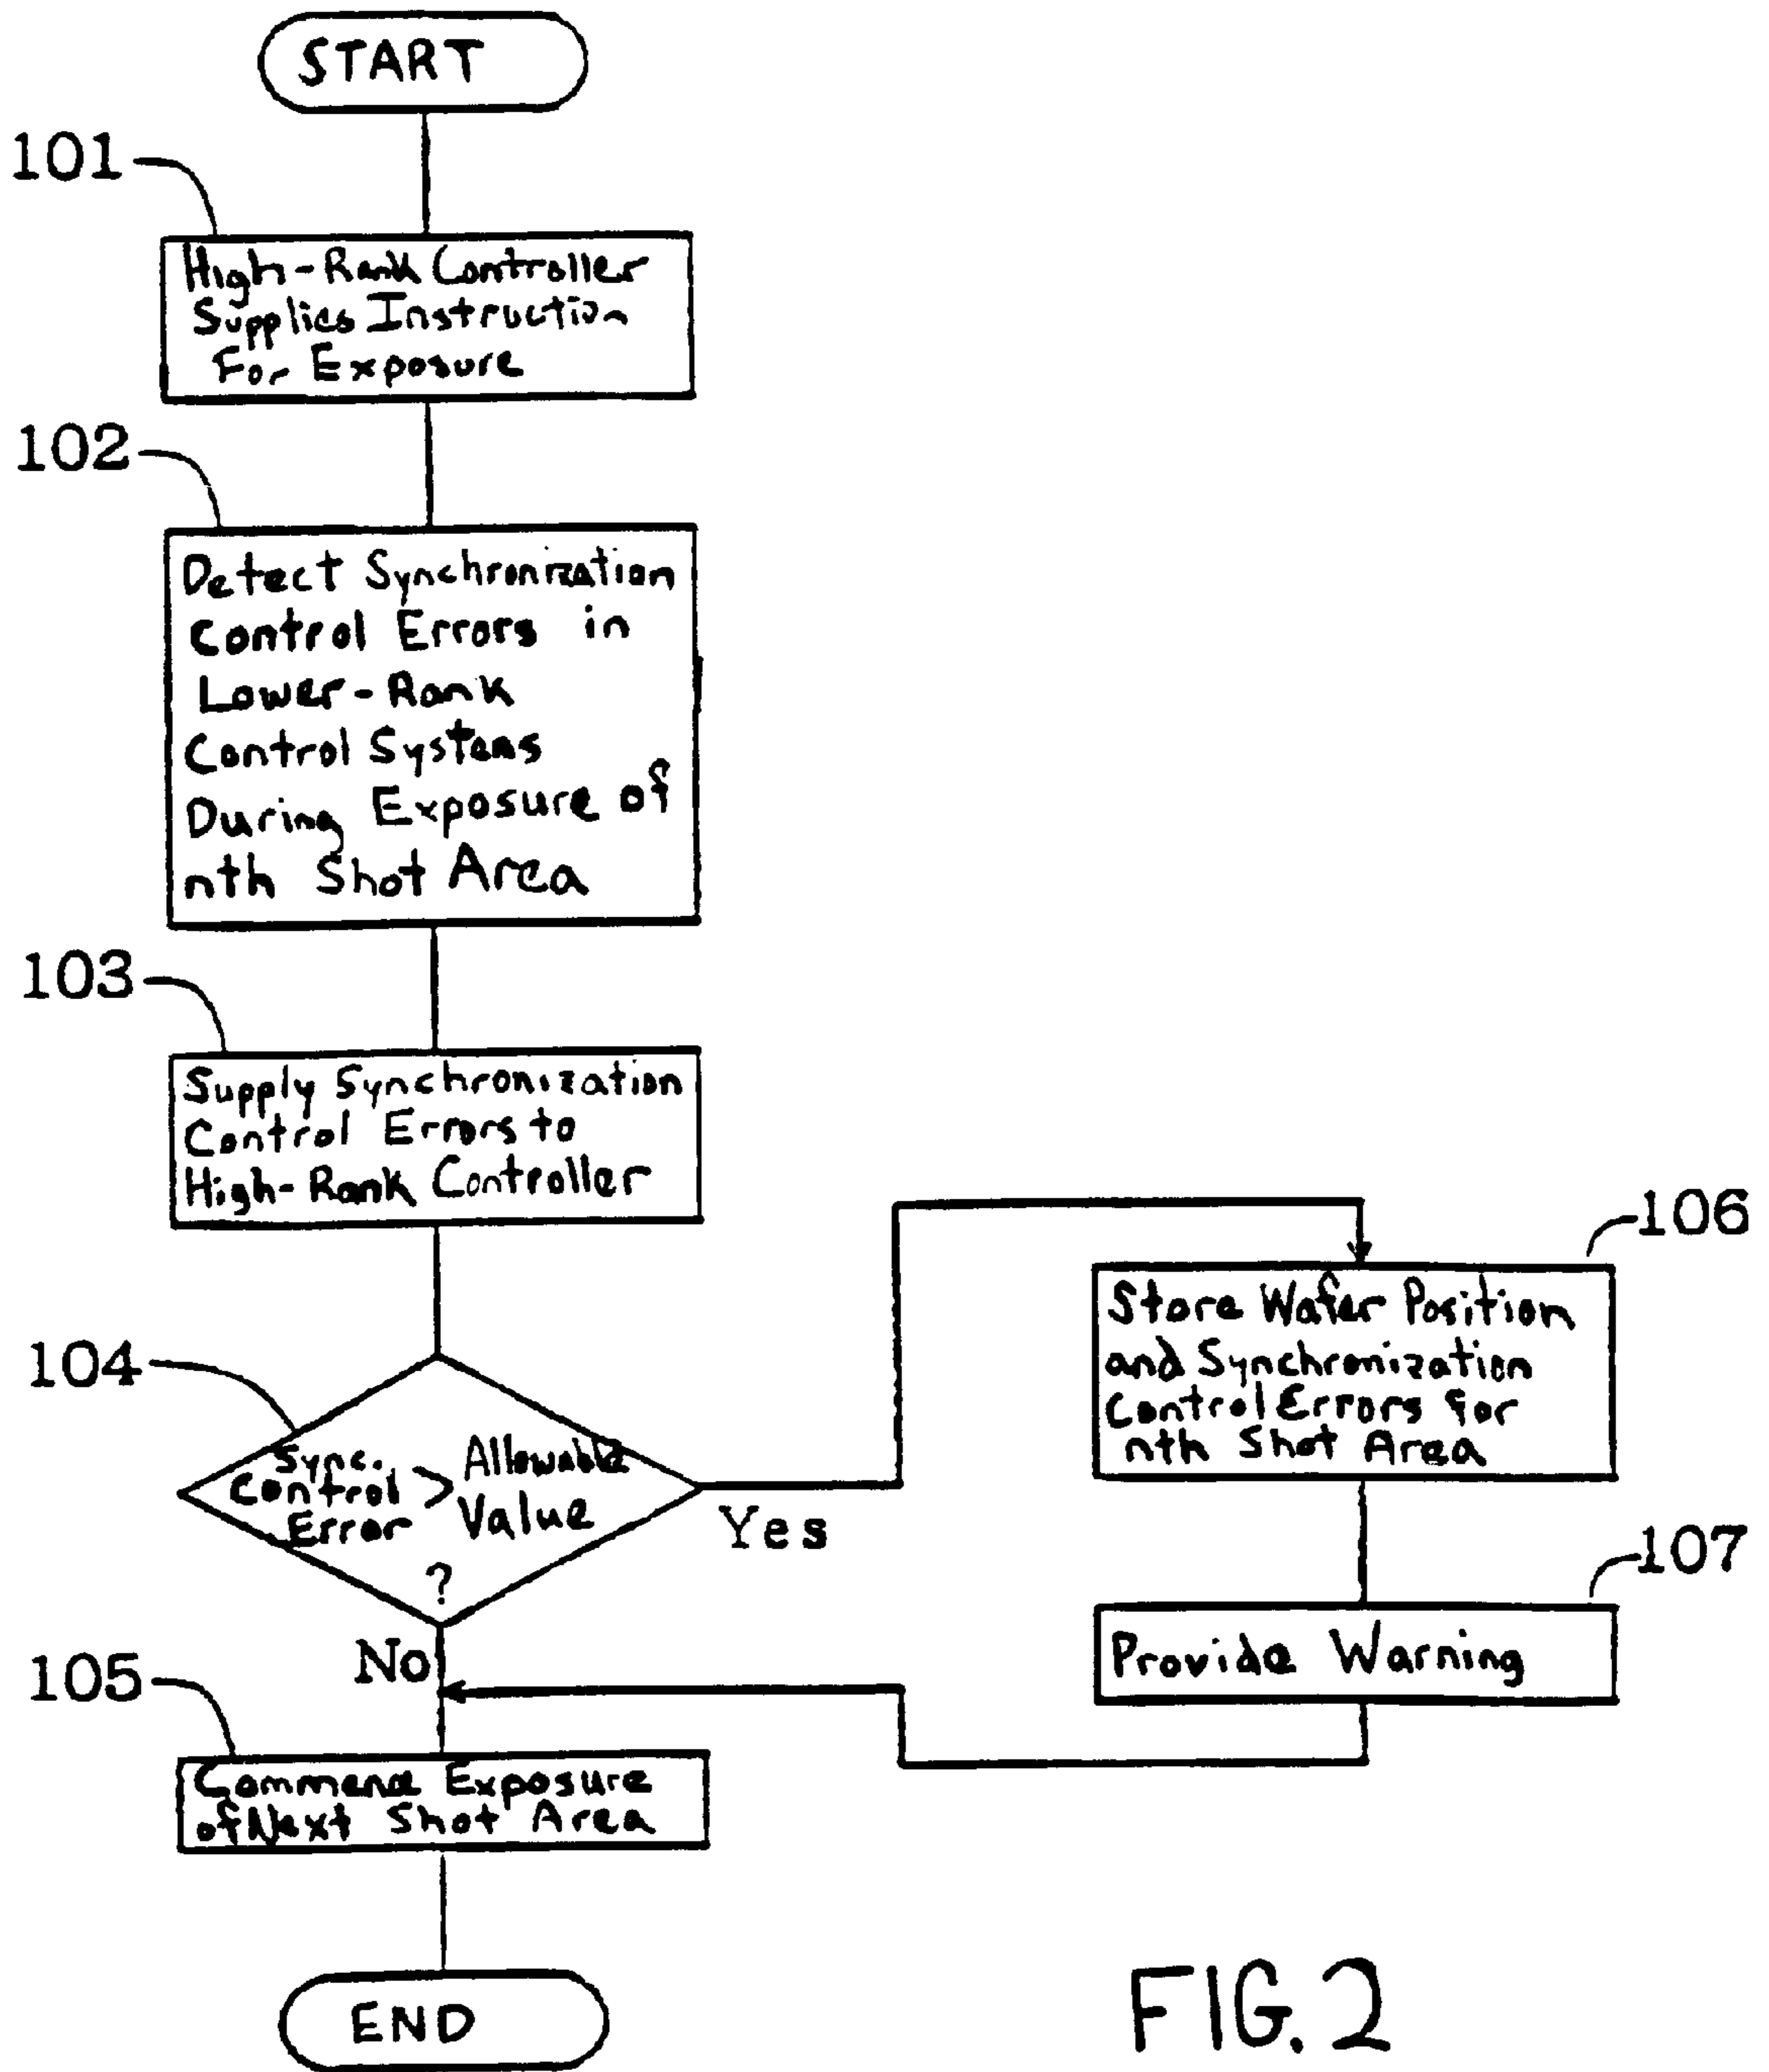 START
101
High-Rank Controller
Supplies Instruction
For Exposure
102
Detect Synchronization
Control Errors in
Lower-Rank
Control Systems
During Exposure of
nth Shot Area
103
Supply Synchronization
Control Errors to
High-Rank Controller
104
Sync.
Control
Error
>
Allowable
Value
?
Yes
No
106
Store Wafer Position
and Synchronization
Control Errors for
nth Shot Area
107
Provide Warning
105
Commence Exposure
of Next Shot Area
END
FIG. 2